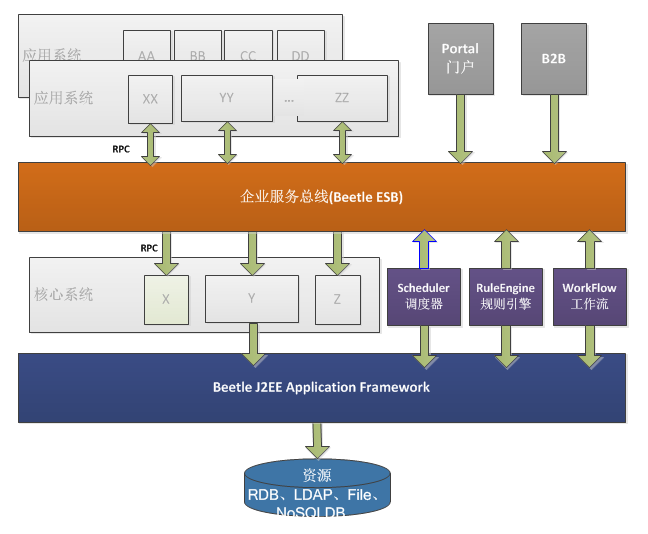 应用系统
AA
BB
CC
DD
应用系统
XX
YY
...
ZZ
Portal
门户
B2B
RPC
企业服务总线(Beetle ESB)
RPC
核心系统
X
Y
Z
Scheduler
调度器
RuleEngine
规则引擎
WorkFlow
工作流
Beetle J2EE Application Framework
资源
RDB、LDAP、File、
NoSQLDB